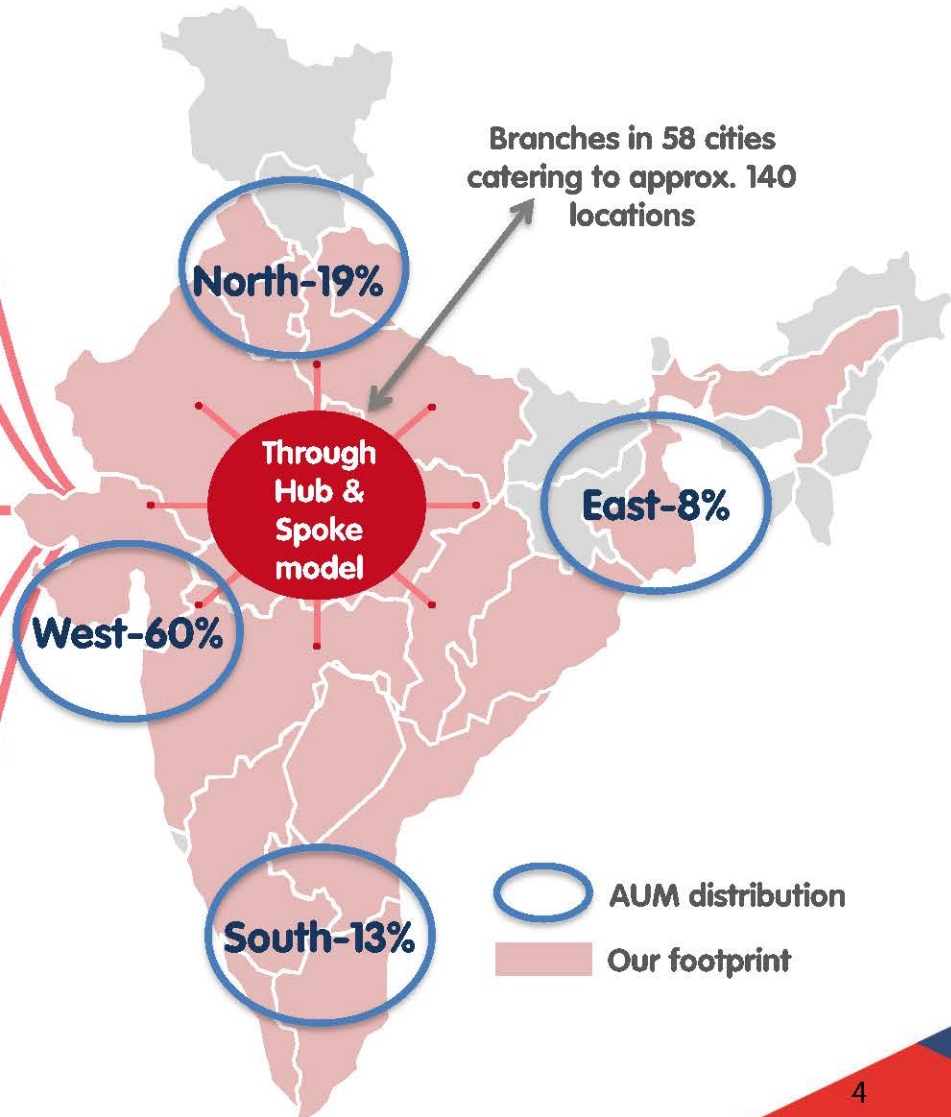 Branches in 58 cities
catering to approx. 140
locations
North-19%
Through
Hub &
Spoke
model
East-8%
West-60%
South-13%
AUM distribution
Our footprint
4